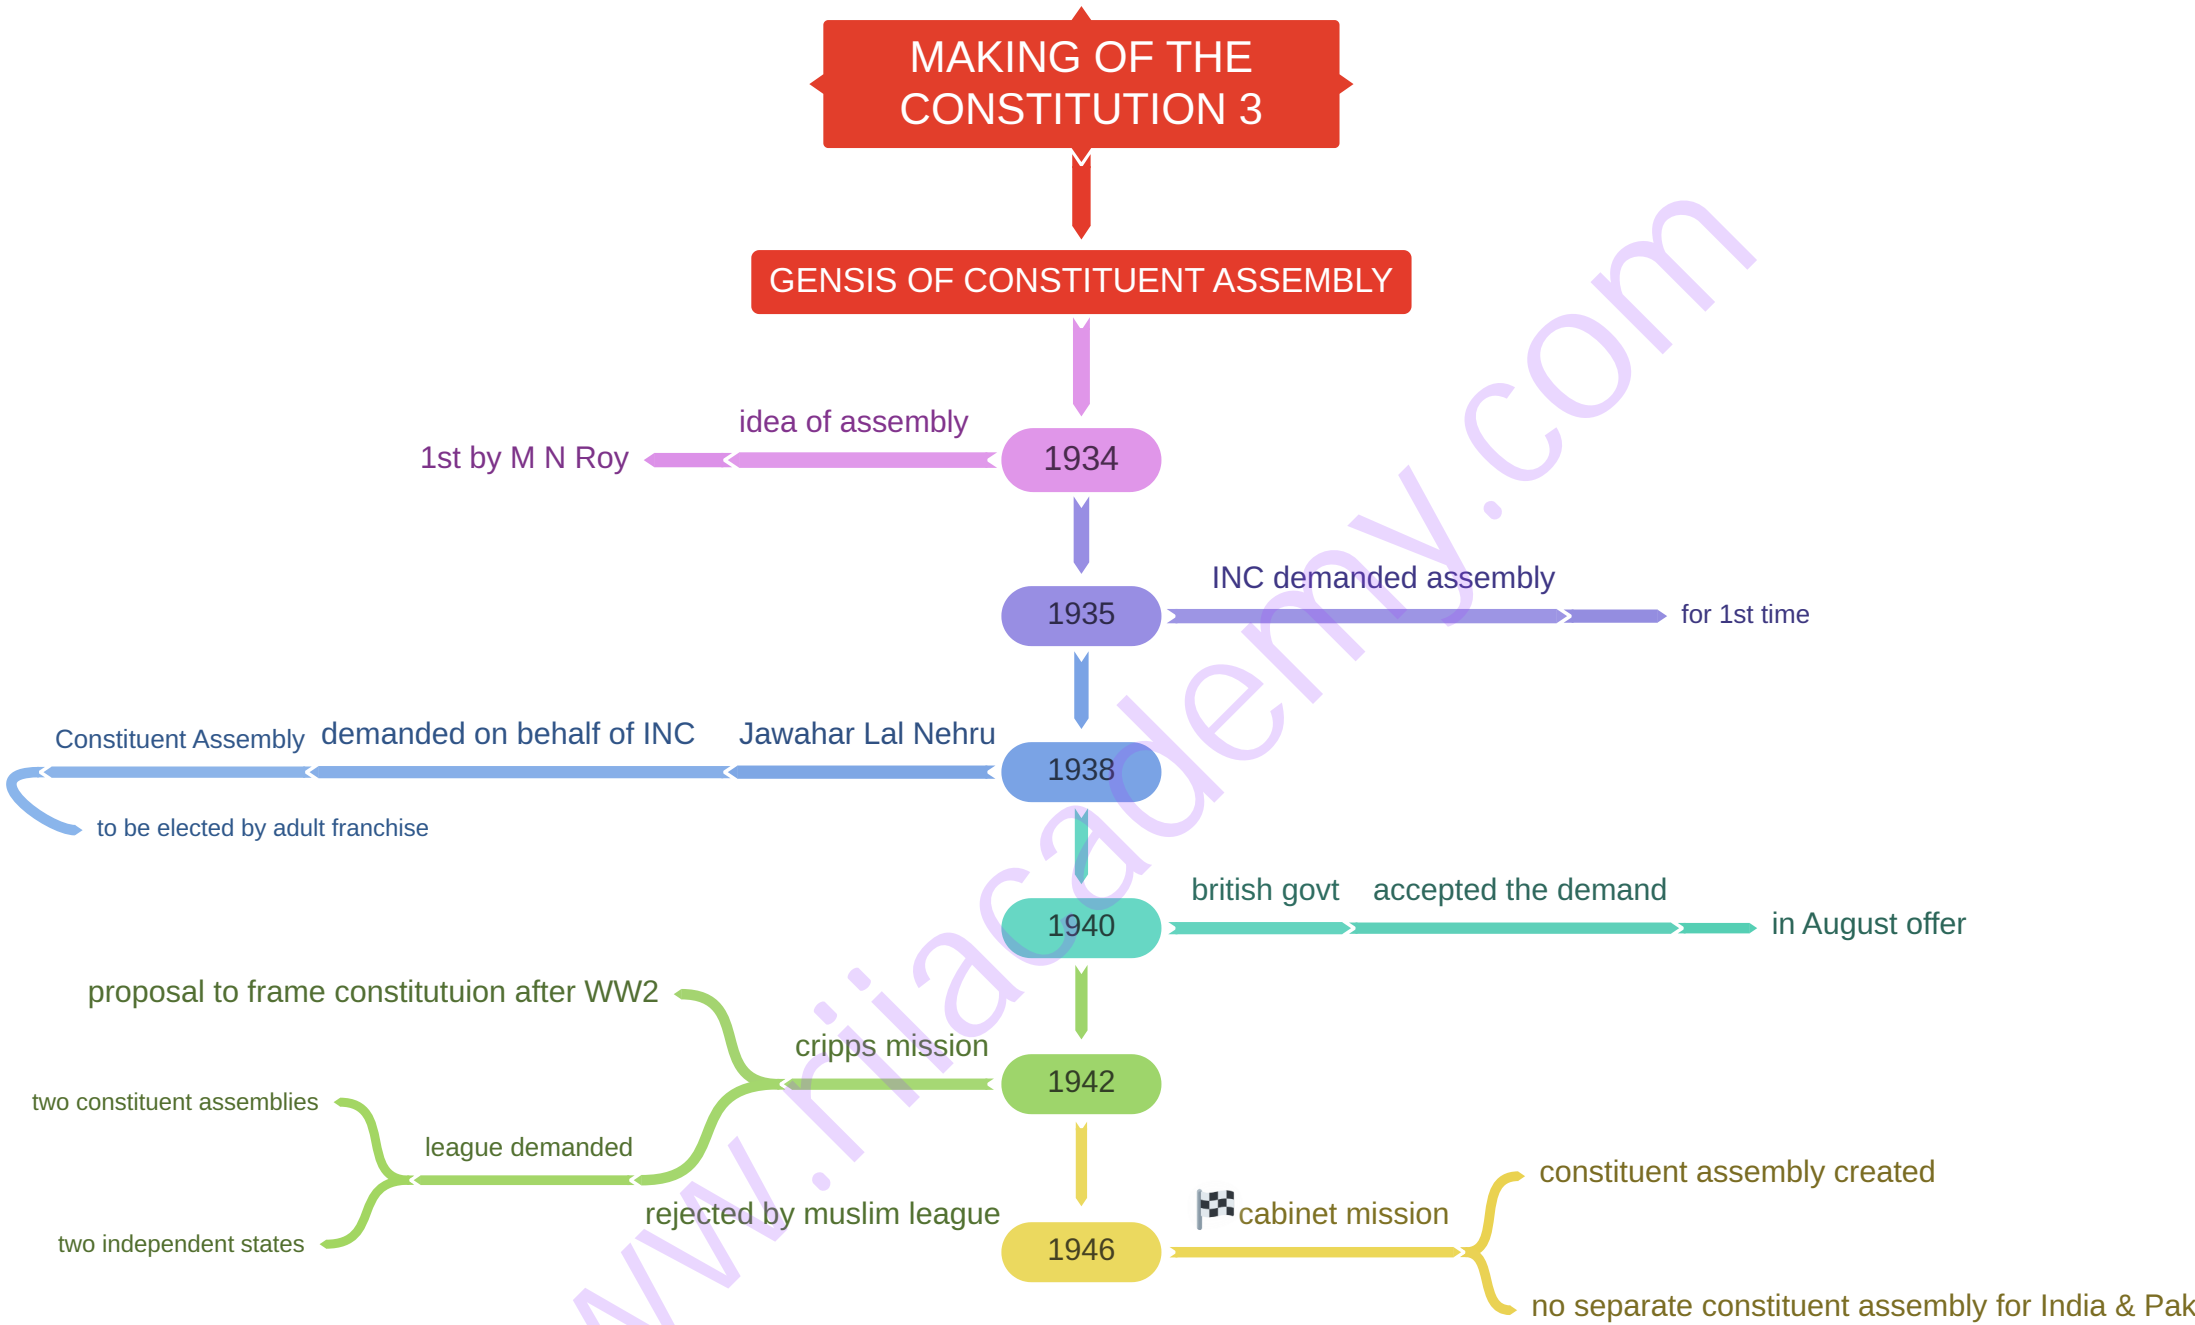 MAKING OF THE
CONSTITUTION 3
GENSIS OF CONSTITUENT ASSEMBLY
1934
idea of assembly
1st by M N Roy
1935
INC demanded assembly
for 1st time
1938
Jawahar Lal Nehru
demanded on behalf of INC
Constituent Assembly
to be elected by adult franchise
1940
british govt
accepted the demand
in August offer
1942
cripps mission
proposal to frame constitutuion after WW2
rejected by muslim league
league demanded
two constituent assemblies
two independent states
1946
cabinet mission
constituent assembly created
no separate constituent assembly for India & Pak